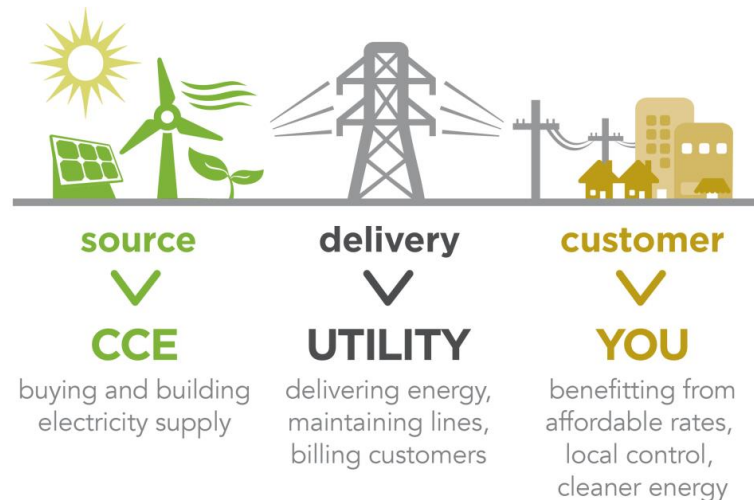 source
delivery
customer
CCE
UTILITY
YOU
buying and building
electricity supply
delivering energy,
maintaining lines,
billing customers
benefitting from
affordable rates,
local control,
cleaner energy